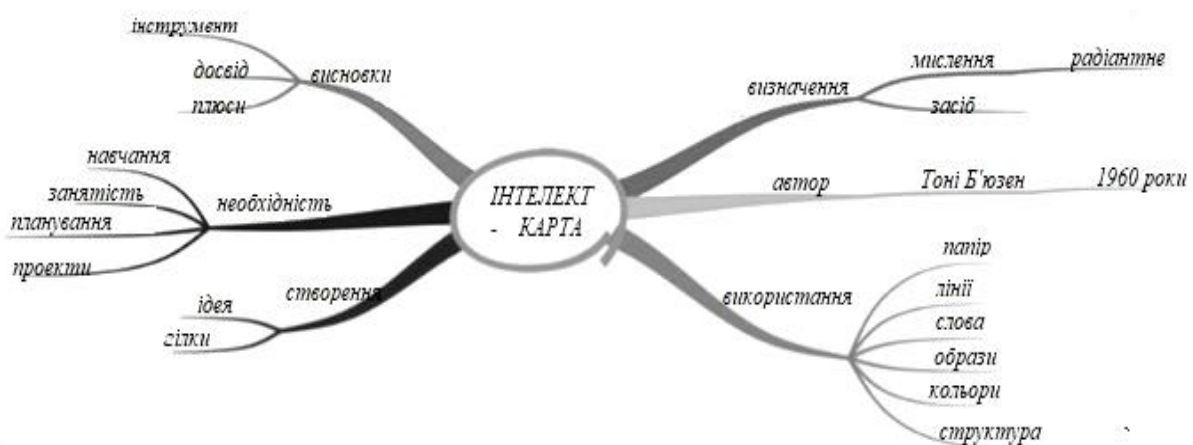 ІНТЕЛЕКТ
- КАРТА
визначення
мислення
радіантне
засіб
автор
Тоні Б'юзен
1960 роки
використання
папір
лінії
слова
образи
кольори
структура
висновки
інструмент
досвід
плюси
необхідність
навчання
занятість
планування
проекти
створення
ідея
гілки